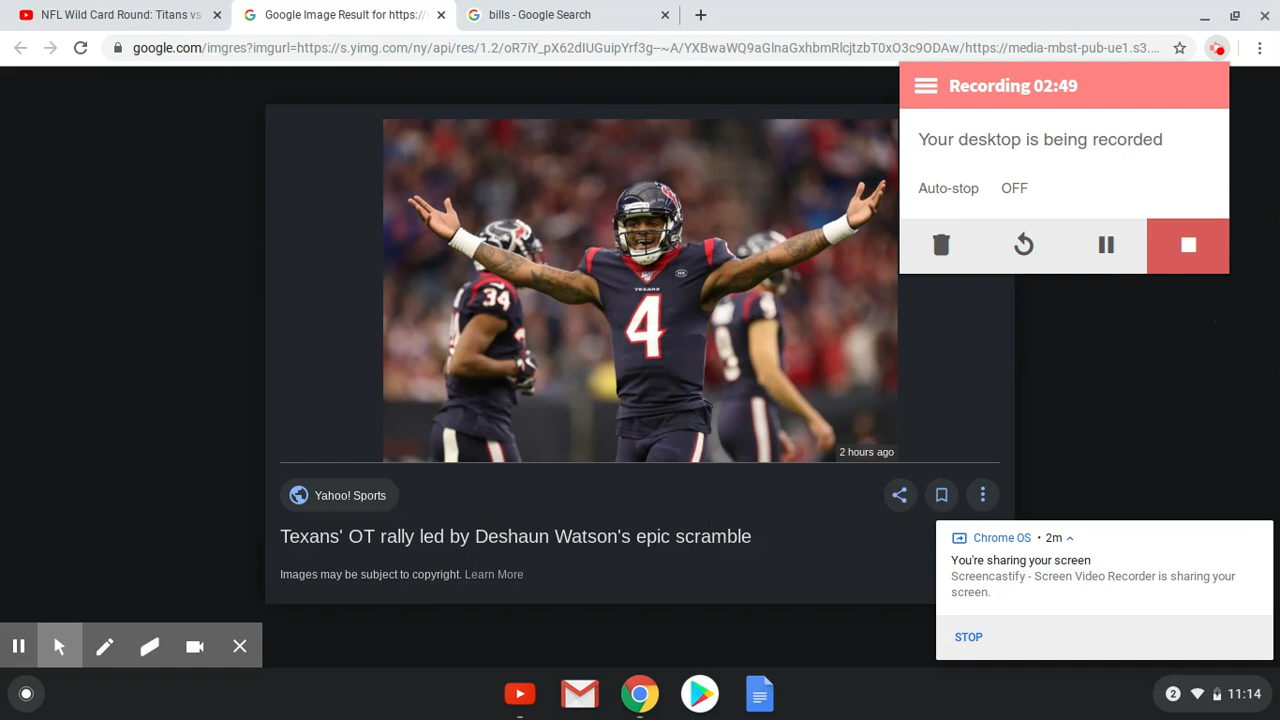 NFL Wild Card Round: Titans vs
Google Image Result for https://
bills - Google Search
google.com/imgres?imgurl=https://s.yimg.com/ny/api/res/1.2/oR7iY_pX62dIUGuipYrf3g--~A/YXBwaWQ9aGlnaGxhbmRlcjtzbT0xO3c9ODAw/https://media-mbst-pub-ue1.s3....
Recording 02:49
Your desktop is being recorded
Auto-stop OFF
34
TEXANS
4
2 hours ago
Yahoo! Sports
Texans' OT rally led by Deshaun Watson's epic scramble
Images may be subject to copyright. Learn More
Chrome OS • 2m
You're sharing your screen
Screencastify - Screen Video Recorder is sharing your
screen.
STOP
2 11:14